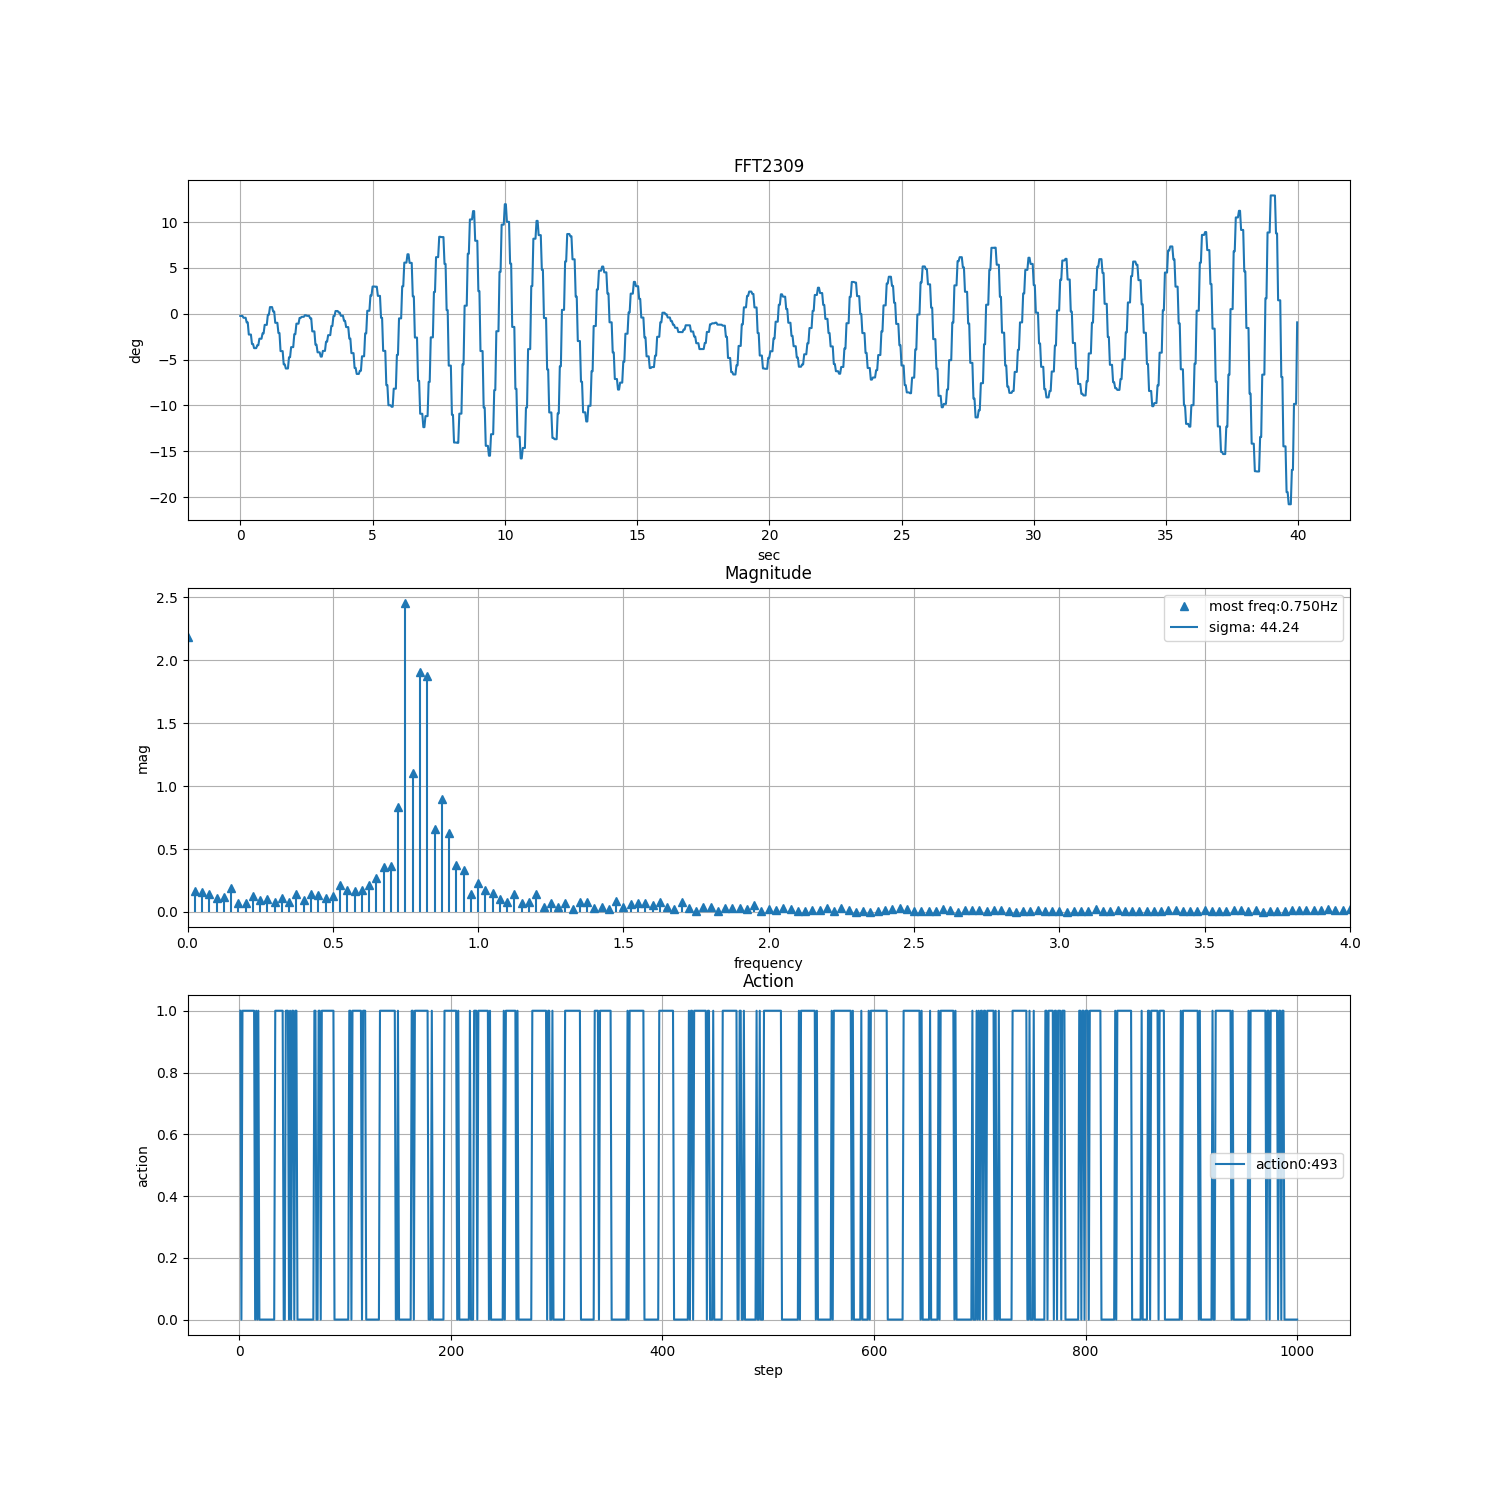 FFT2309
10
5
0
−5
−10
−15
−20
deg
0 5 10 15 20 25 30 35 40
sec
Magnitude
2.5
2.0
1.5
1.0
0.5
0.0
mag
most freq:0.750Hz
sigma: 44.24
0.0 0.5 1.0 1.5 2.0 2.5 3.0 3.5 4.0
frequency
Action
1.0
0.8
0.6
0.4
0.2
0.0
action
action0:493
0 200 400 600 800 1000
step